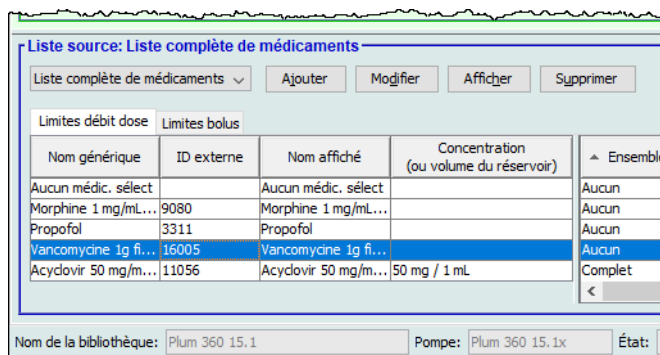 Liste source: Liste complète de médicaments
Liste complète de médicaments Ajouter Modifier Afficher Supprimer
Limites débit dose Limites bolus
Nom générique ID externe Nom affiché Concentration (ou volume du réservoir) Ensemble
Aucun médic. sélect Aucun médic. sélect Aucun
Morphine 1 mg/mL... 9080 Morphine 1 mg/mL... Aucun
Propofol 3311 Propofol Aucun
Vancomycine 1g fi... 16005 Vancomycine 1g fi... Aucun
Acyclovir 50 mg/m... 11056 Acyclovir 50 mg/m... 50 mg / 1 mL Complet
Nom de la bibliothèque: Plum 360 15.1 Pompe: Plum 360 15.1x État: